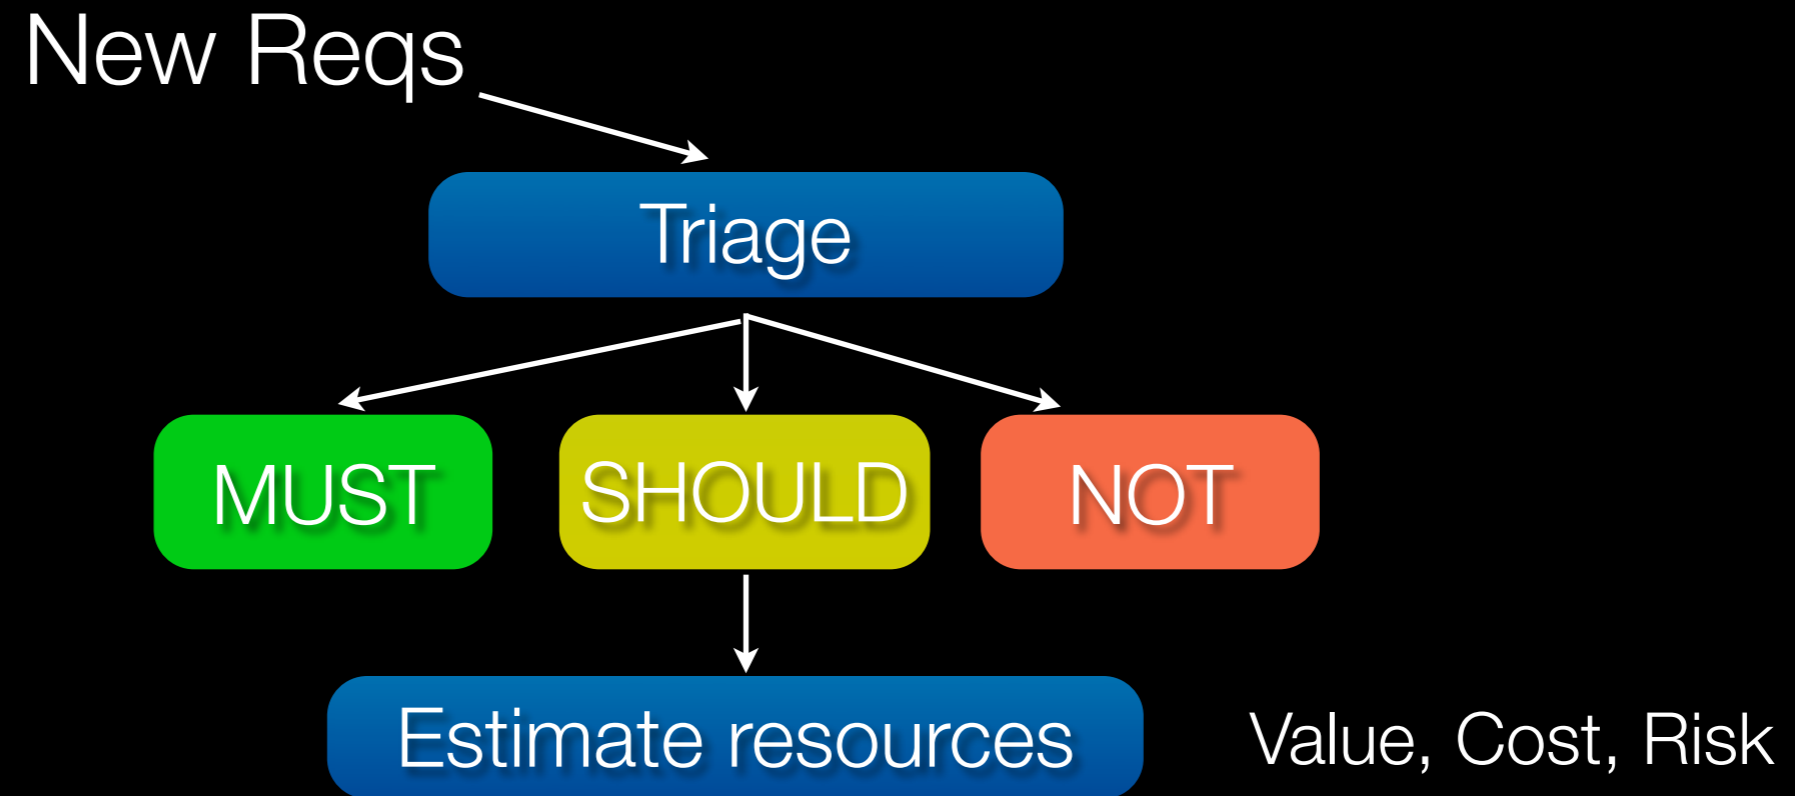 New Reqs
Triage
MUST
SHOULD
NOT
Estimate resources
Value, Cost, Risk